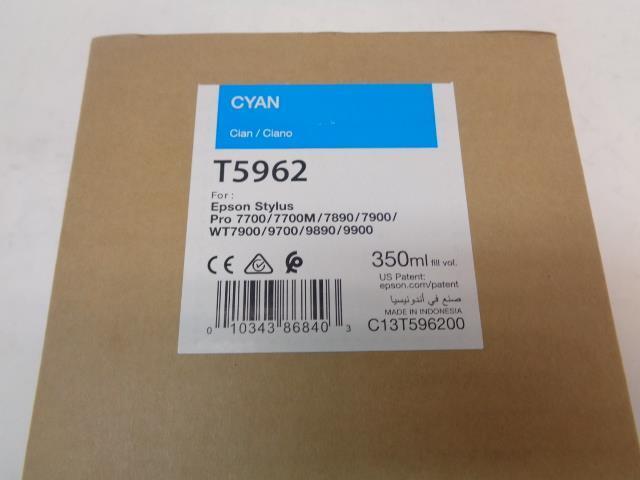 CYAN
Cian / Ciano
T5962
For :
Epson Stylus
Pro 7700/7700M/7890/7900/
WT7900/9700/9890/9900
350ml fill vol.
US Patent:
epson.com/patent
صنع في أندونيسيا
MADE IN INDONESIA
0 10343 86840 3
C13T596200